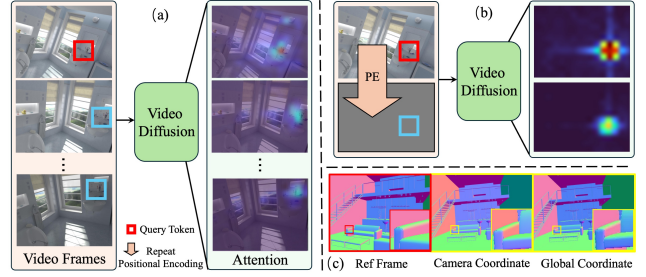 (a)
Video
Diffusion
Query Token
Repeat
Positional Encoding
Video Frames
Attention
(b)
PE
Video
Diffusion
(c)
Ref Frame
Camera Coordinate
Global Coordinate